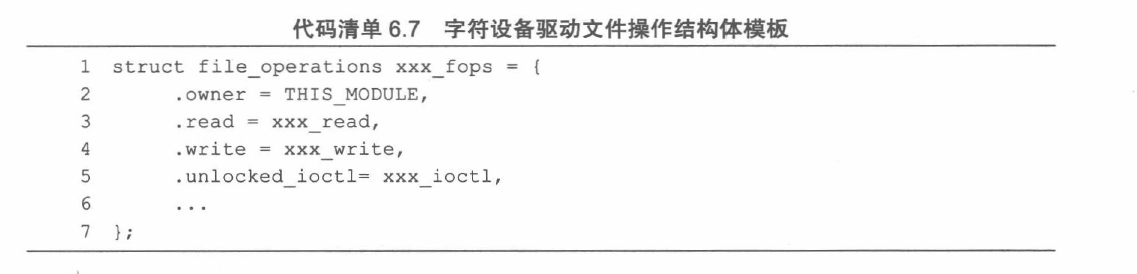 代码清单 6.7 字符设备驱动文件操作结构体模板
1 struct file_operations xxx_fops = {
2 .owner = THIS_MODULE,
3 .read = xxx_read,
4 .write = xxx_write,
5 .unlocked_ioctl= xxx_ioctl,
6 ...
7 };